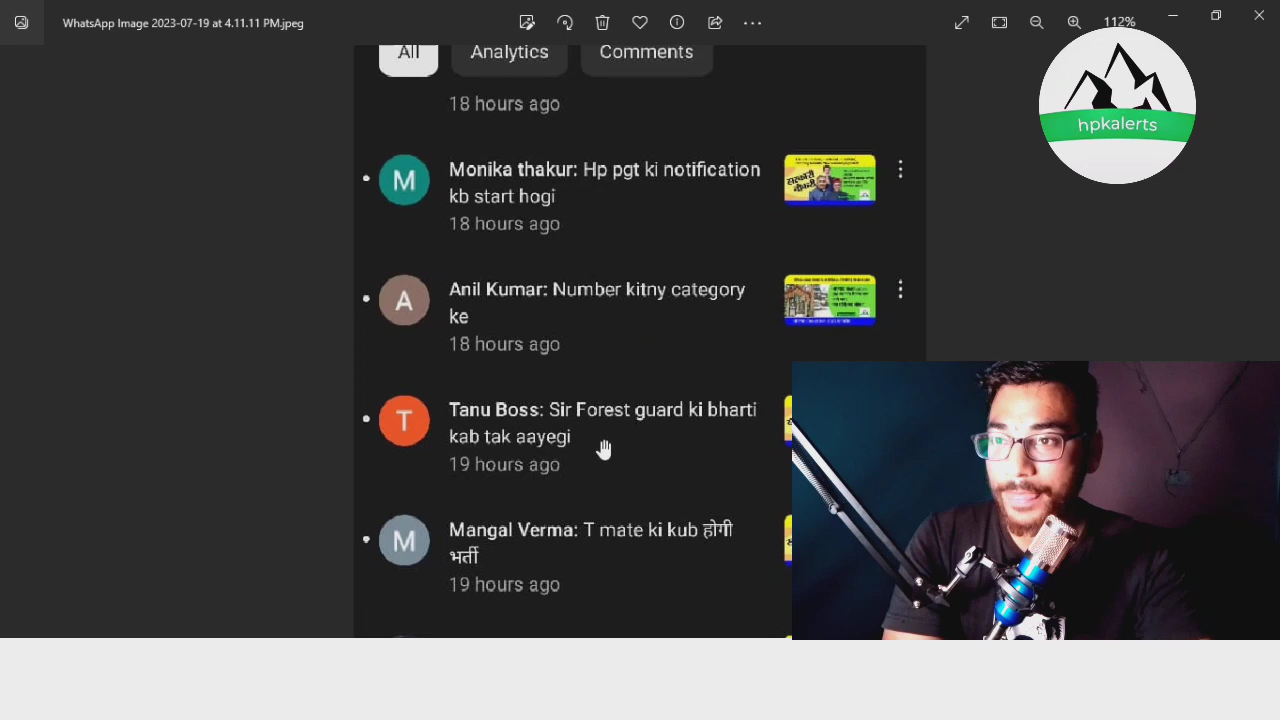 WhatsApp Image 2023-07-19 at 4.11.11 PM.jpeg
112%
All
Analytics
Comments
hpkalerts
18 hours ago
Monika thakur: Hp pgt ki notification
kb start hogi
18 hours ago
सरकारी
नौकरी
Anil Kumar: Number kitny category
ke
18 hours ago
Tanu Boss: Sir Forest guard ki bharti
kab tak aayegi
19 hours ago
Mangal Verma: T mate ki kub होगी
भर्ती
19 hours ago